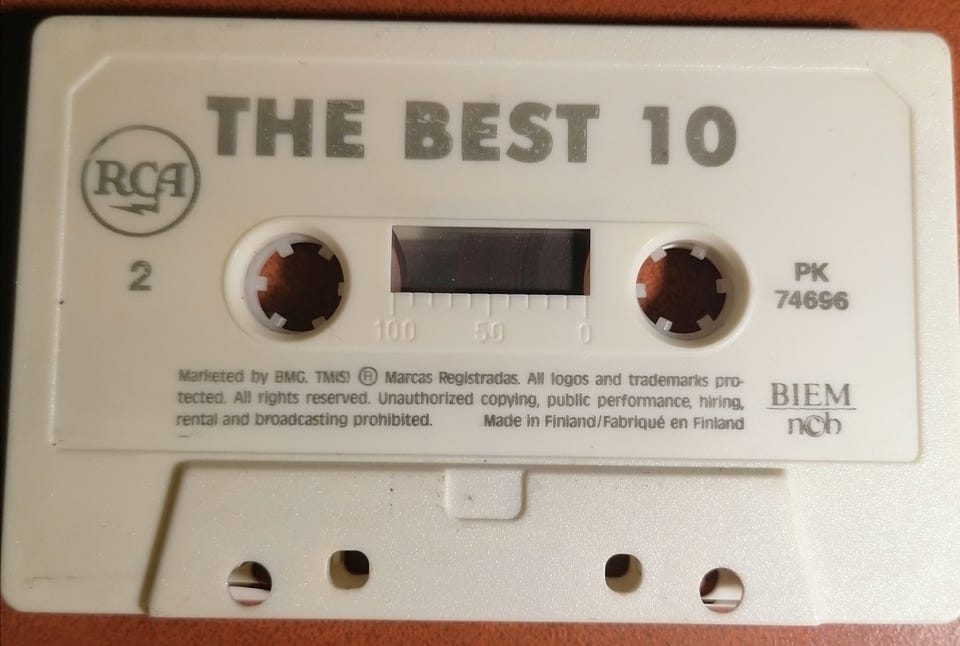 THE BEST 10
RCA
2
PK
74696
100 50 0
Marketed by BMG. TM(S) ® Marcas Registradas. All logos and trademarks pro-
tected. All rights reserved. Unauthorized copying, public performance, hiring,
rental and broadcasting prohibited. Made in Finland/Fabriqué en Finland
BIEM
ncb